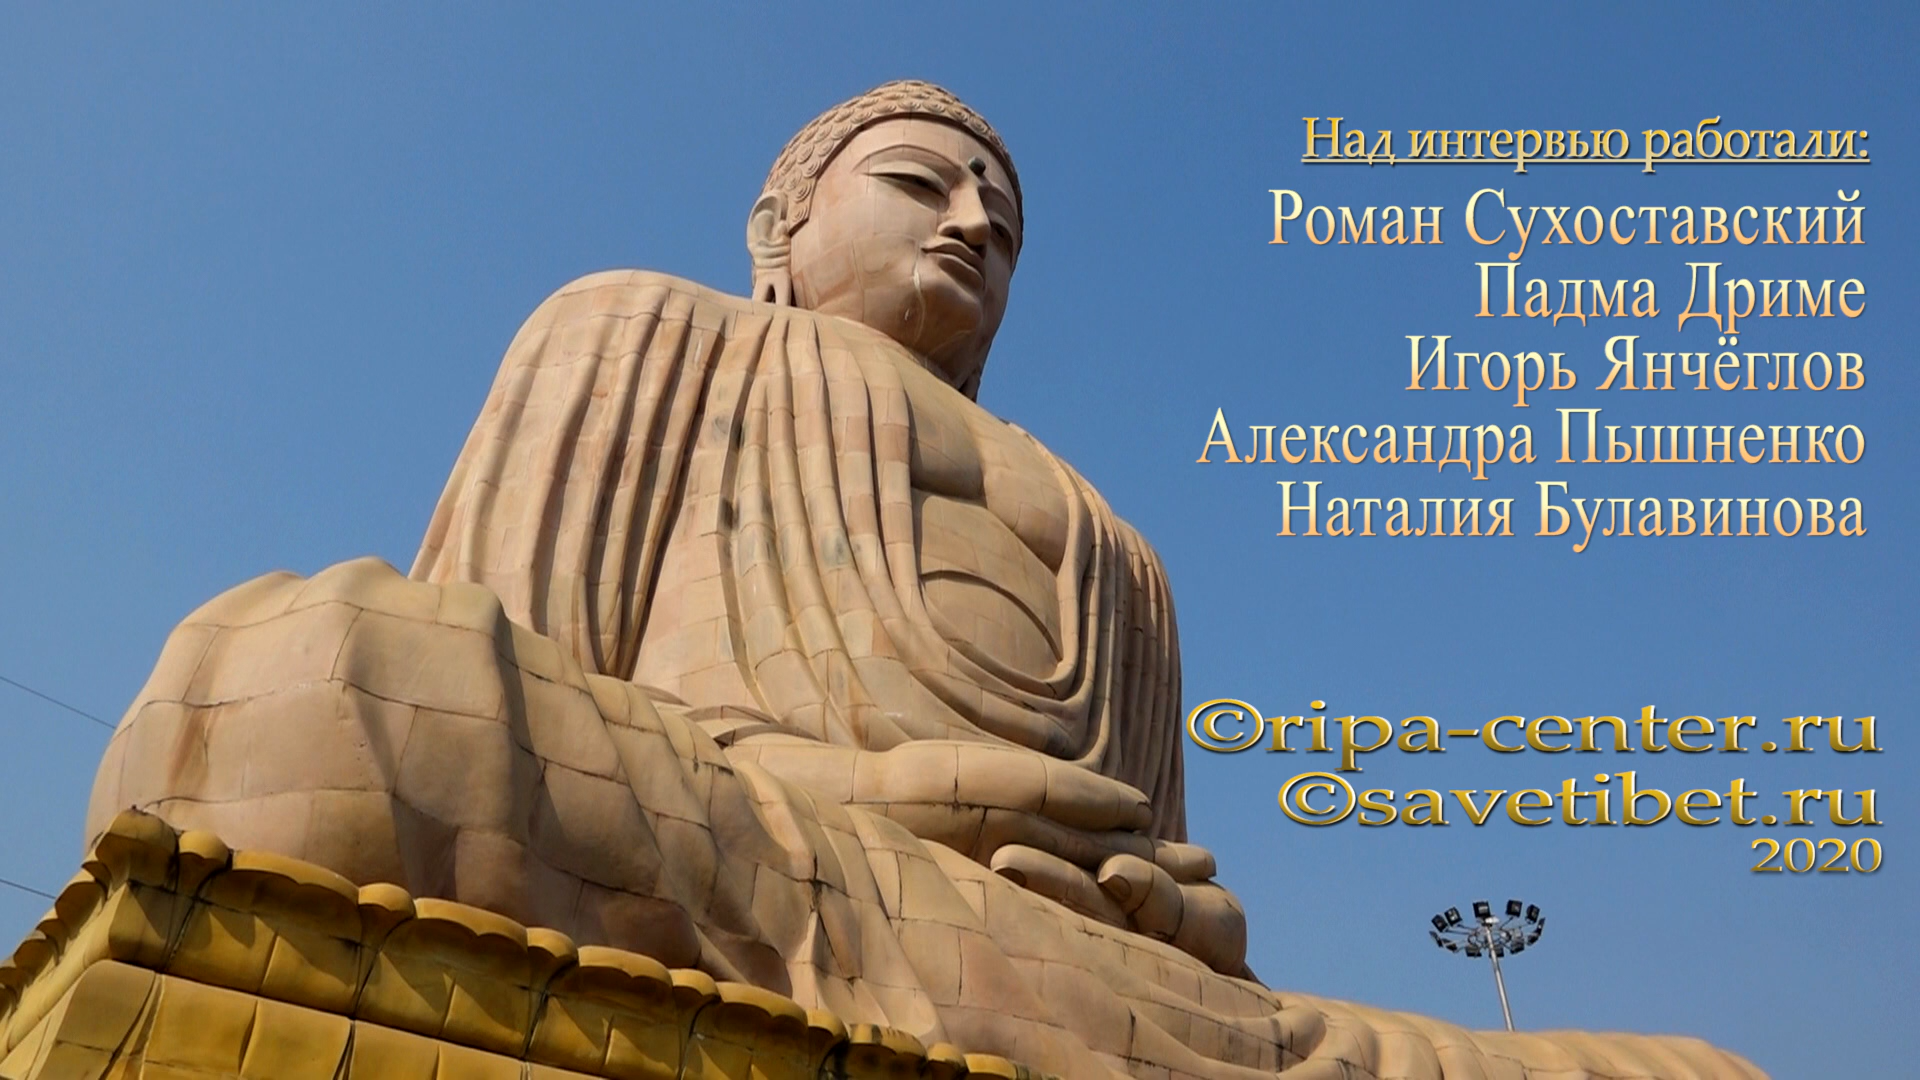 Над интервью работали:
Роман Сухоставский
Падма Дриме
Игорь Янчёглов
Александра Пышненко
Наталия Булавинова
©ripa-center.ru
©savetibet.ru
2020